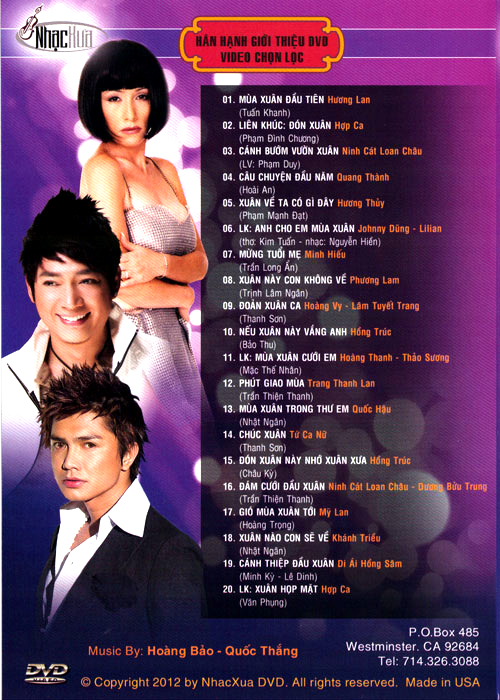 NhạcXưa
HÂN HẠNH GIỚI THIỆU DVD
VIDEO CHỌN LỌC
01. MÙA XUÂN ĐẦU TIÊN Hương Lan
(Tuấn Khanh)
02. LIÊN KHÚC: ĐÓN XUÂN Hợp Ca
(Phạm Đình Chương)
03. CÁNH BƯỚM VƯỜN XUÂN Ninh Cát Loan Châu
(LV: Phạm Duy)
04. CÂU CHUYỆN ĐẦU NĂM Quang Thành
(Hoài An)
05. XUÂN VỀ TA CÓ GÌ ĐÂY Hương Thủy
(Phạm Mạnh Đạt)
06. LK: ANH CHO EM MÙA XUÂN Johnny Dũng - Lilian
(thơ: Kim Tuấn - nhạc: Nguyễn Hiền)
07. MỪNG TUỔI MẸ Minh Hiếu
(Trần Long Ẩn)
08. XUÂN NÀY CON KHÔNG VỀ Phương Lam
(Trịnh Lâm Ngân)
09. ĐOẢN XUÂN CA Hoàng Vy - Lâm Tuyết Trang
(Thanh Sơn)
10. NẾU XUÂN NÀY VẮNG ANH Hồng Trúc
(Bảo Thu)
11. LK: MÙA XUÂN CƯỚI EM Hoàng Thanh - Thảo Sương
(Mặc Thế Nhân)
12. PHÚT GIAO MÙA Trang Thanh Lan
(Trần Thiện Thanh)
13. MÙA XUÂN TRONG THƯ EM Quốc Hậu
(Nhật Ngân)
14. CHÚC XUÂN Tứ Ca Nữ
(Thanh Sơn)
15. ĐÓN XUÂN NÀY NHỚ XUÂN XƯA Hồng Trúc
(Châu Kỳ)
16. ĐÁM CƯỚI ĐẦU XUÂN Ninh Cát Loan Châu - Dương Bửu Trung
(Trần Thiện Thanh)
17. GIÓ MÙA XUÂN TỚI Mỹ Lan
(Hoàng Trọng)
18. XUÂN NÀO CON SẼ VỀ Khánh Triều
(Nhật Ngân)
19. CÁNH THIỆP ĐẦU XUÂN Di Ái Hồng Sâm
(Minh Kỳ - Lê Dinh)
20. LK: XUÂN HỌP MẶT Hợp Ca
(Văn Phụng)
P.O.Box 485
Westminster. CA 92684
Tel: 714.326.3088
Music By: Hoàng Bảo - Quốc Thắng
DVD
VIDEO
© Copyright 2012 by NhacXua DVD. All rights reserved. Made in USA